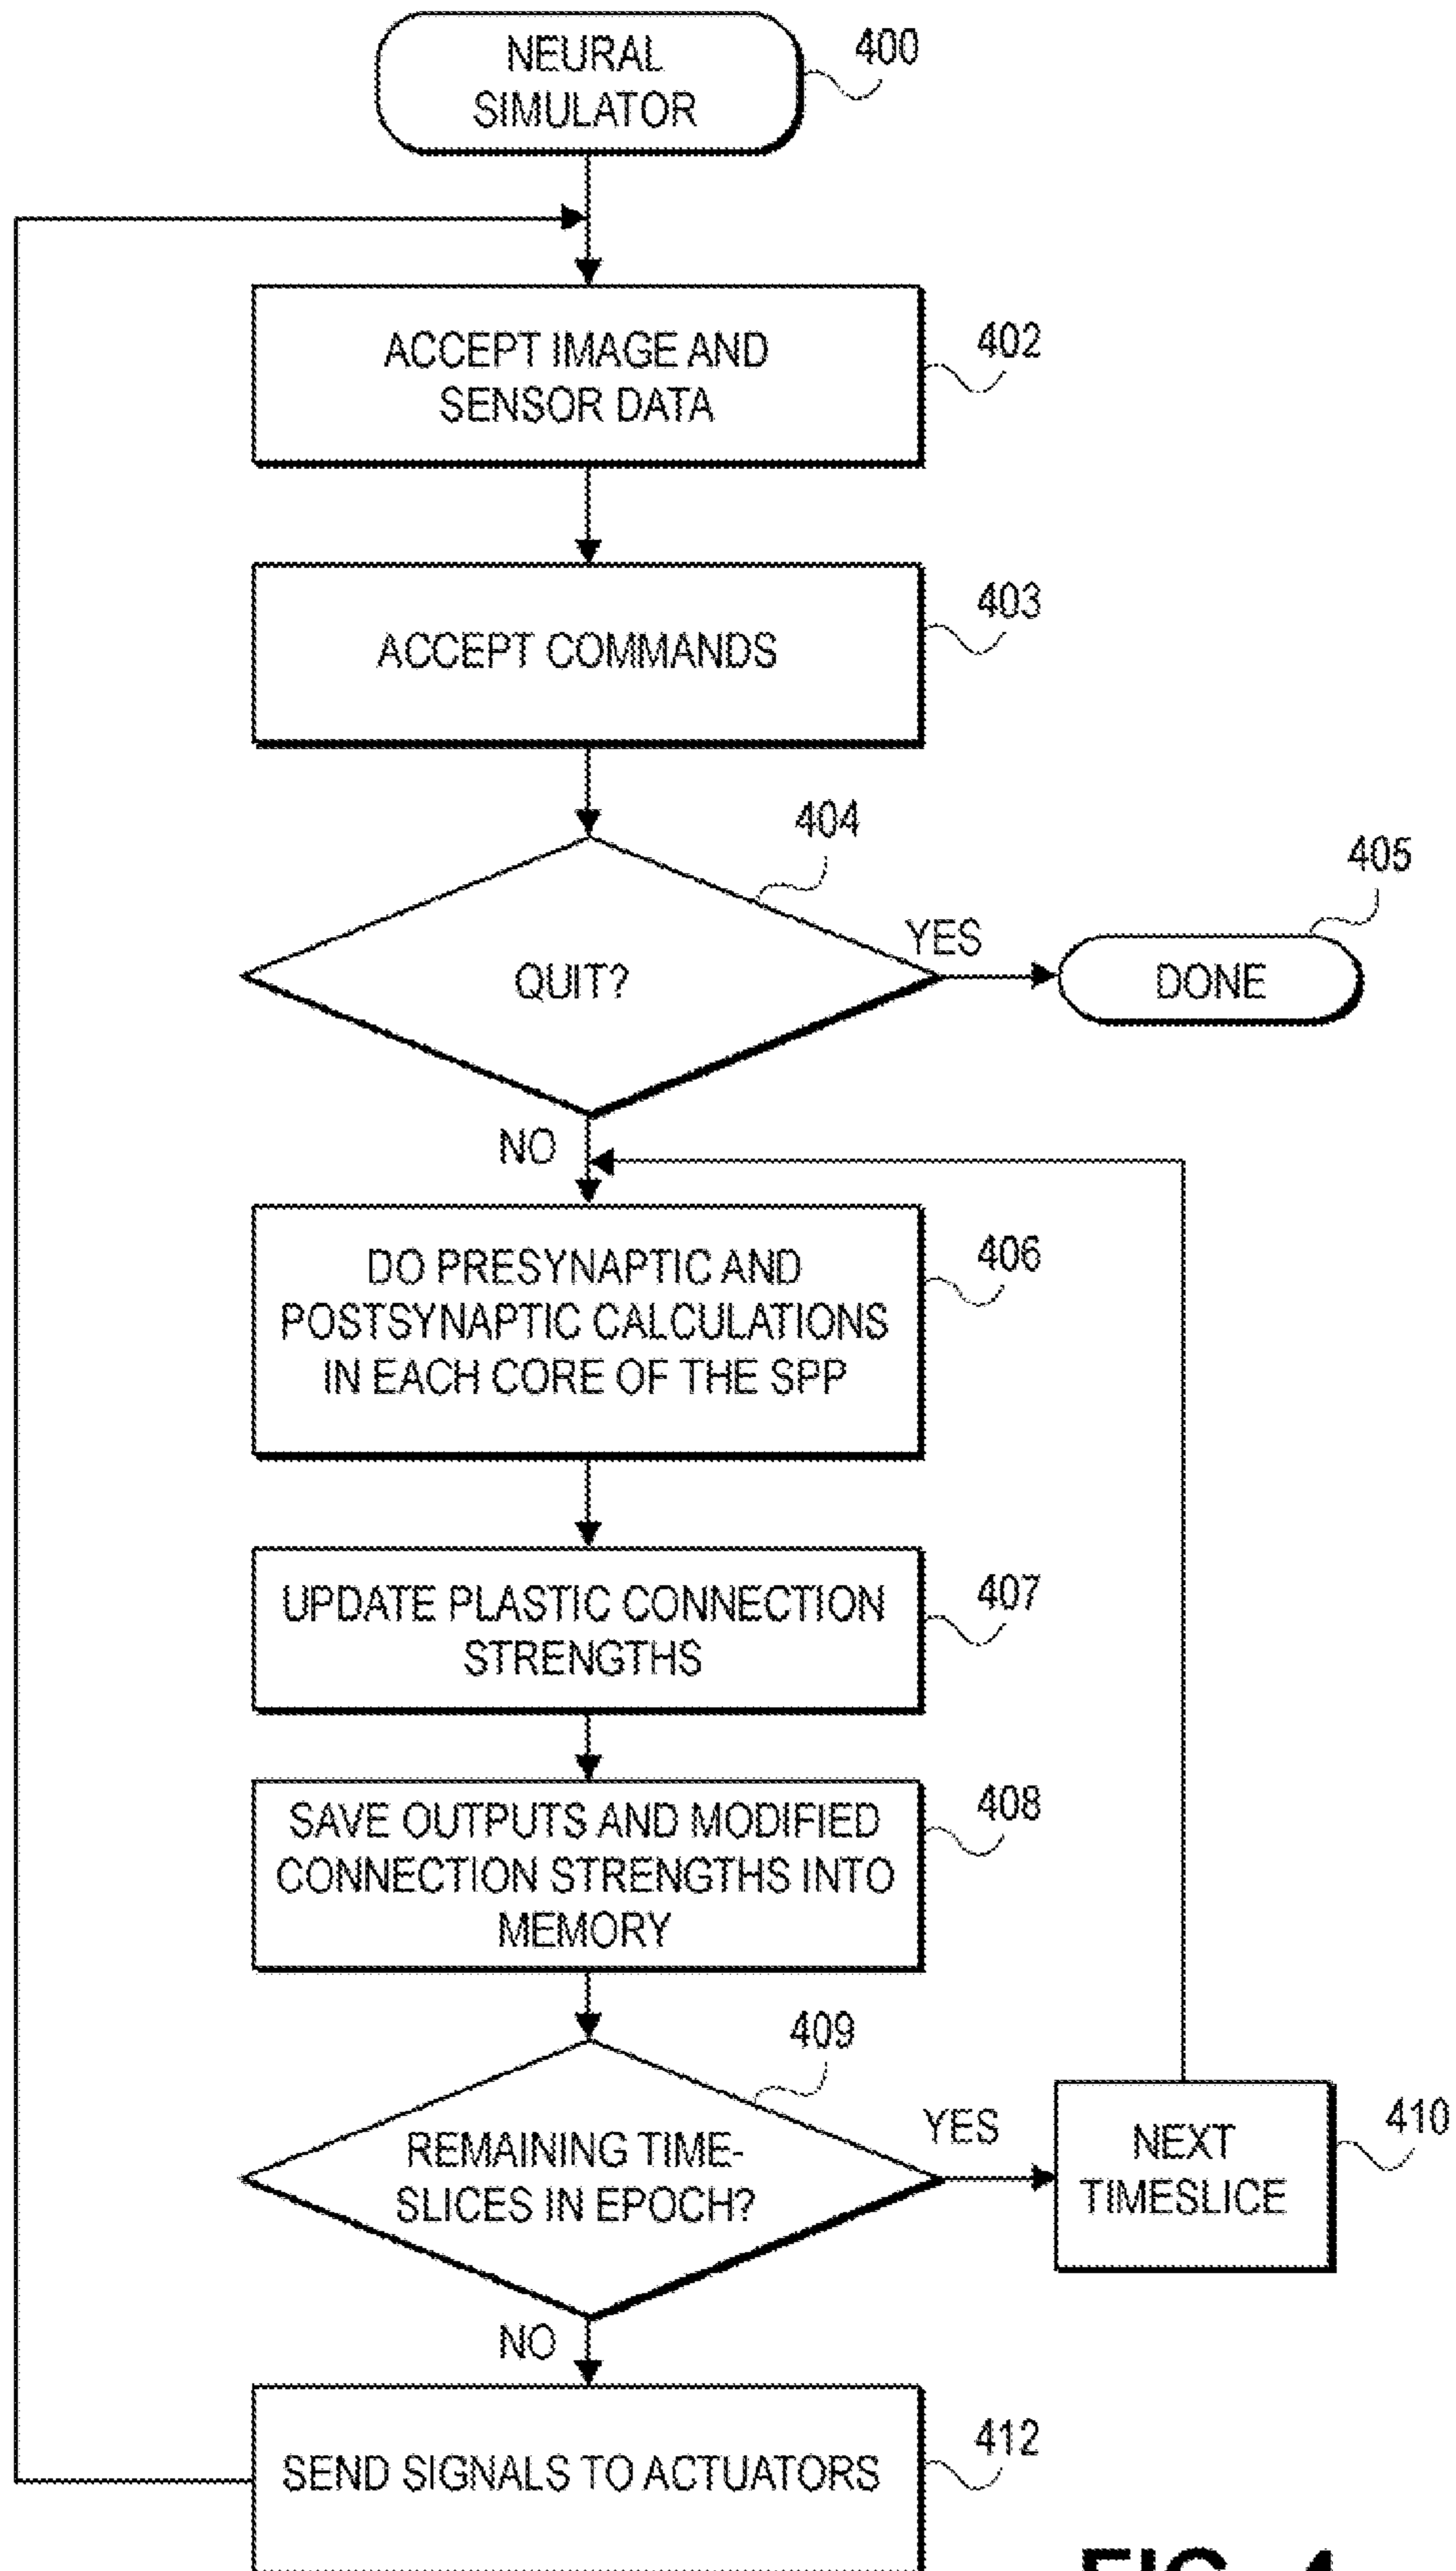 NEURAL
SIMULATOR
400
ACCEPT IMAGE AND
SENSOR DATA
402
ACCEPT COMMANDS
403
404
QUIT?
YES
DONE
405
NO
DO PRESYNAPTIC AND
POSTSYNAPTIC CALCULATIONS
IN EACH CORE OF THE SPP
406
UPDATE PLASTIC CONNECTION
STRENGTHS
407
SAVE OUTPUTS AND MODIFIED
CONNECTION STRENGTHS INTO
MEMORY
408
409
REMAINING TIME-
SLICES IN EPOCH?
YES
NEXT
TIMESLICE
410
NO
SEND SIGNALS TO ACTUATORS
412
FIG. 4